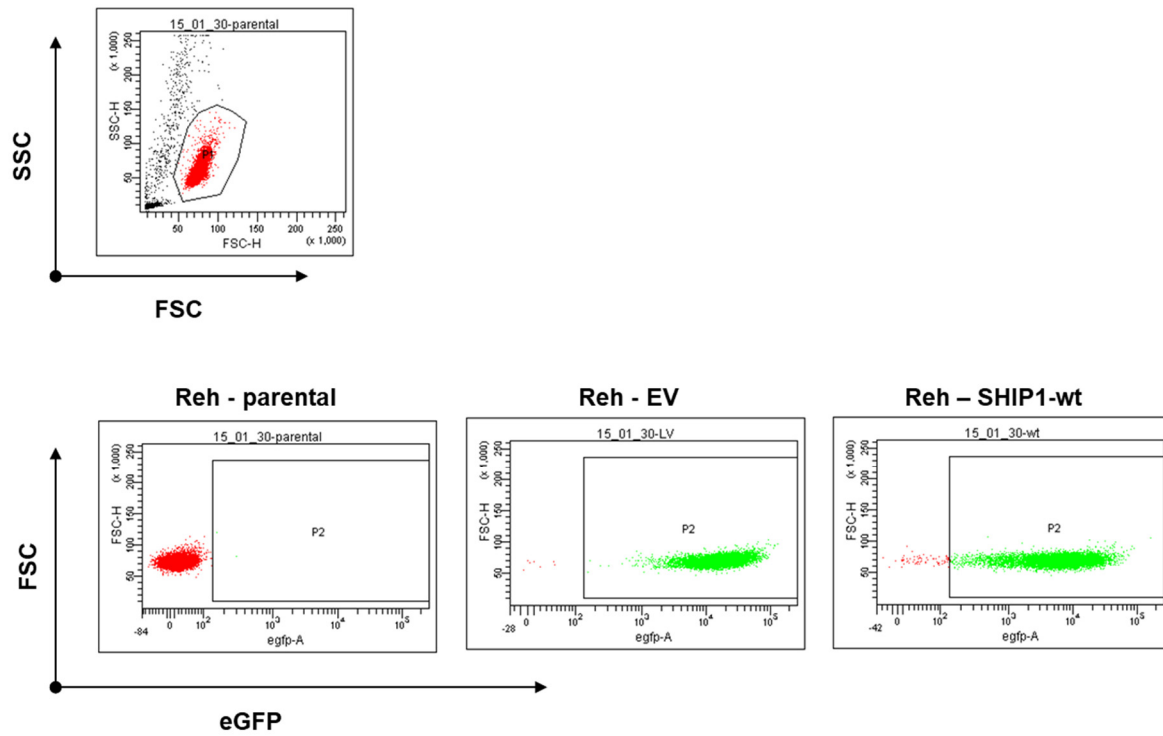 15_01_30-parental
SSC
SSC-H
(x 1,000)
250
200
150
100
50
P1
50 100 150 200 250
FSC-H
(x 1,000)
FSC
Reh - parental
Reh - EV
Reh – SHIP1-wt
FSC
15_01_30-parental
FSC-H
(x 1,000)
250
200
150
100
50
P2
-84 0 10² 10³ 10⁴ 10⁵
egfp-A
15_01_30-LV
FSC-H
(x 1,000)
250
200
150
100
50
P2
-28 0 10² 10³ 10⁴ 10⁵
egfp-A
15_01_30-wt
FSC-H
(x 1,000)
250
200
150
100
50
P2
-42 0 10² 10³ 10⁴ 10⁵
egfp-A
eGFP